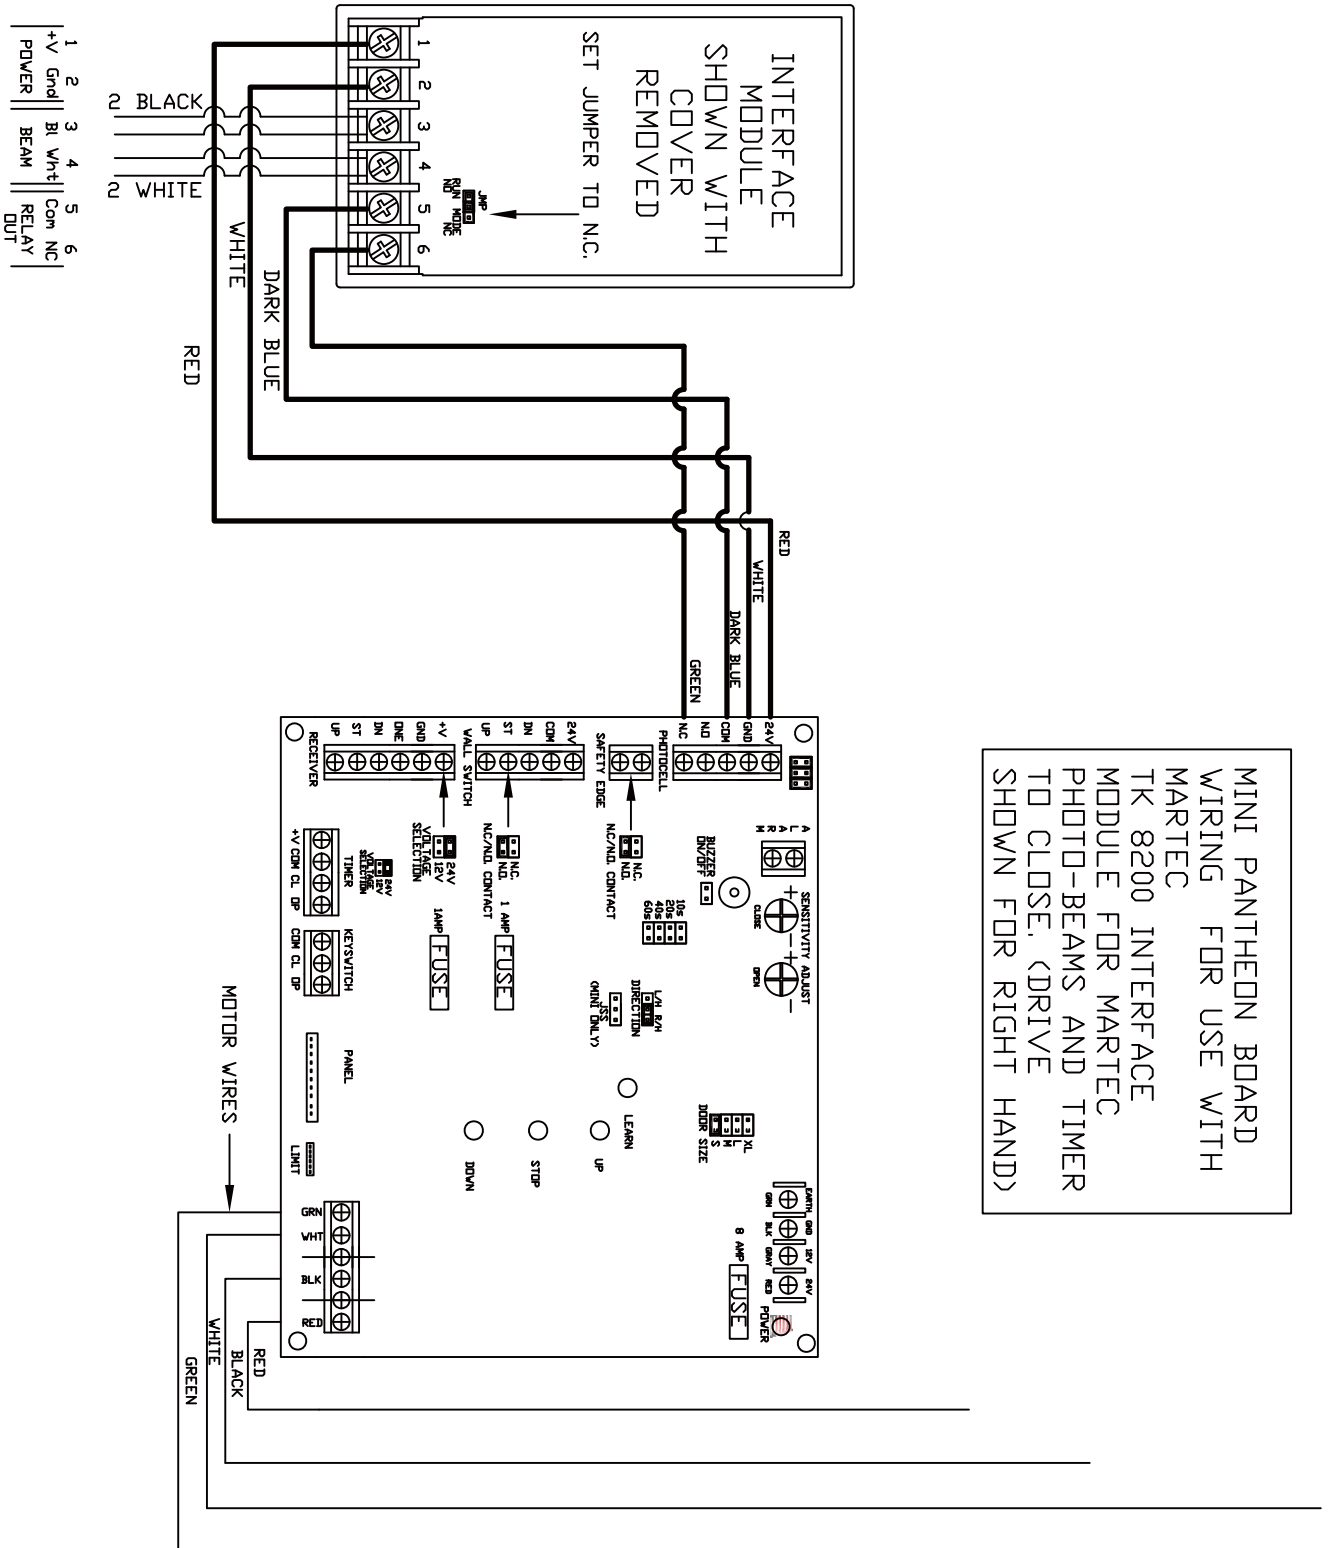 MINI PANTHEON BOARD
WIRING FOR USE WITH
MARTEC
TK 8200 INTERFACE
MODULE FOR MARTEC
PHOTO-BEAMS AND TIMER
TO CLOSE. (DRIVE
SHOWN FOR RIGHT HAND)
INTERFACE
MODULE
SHOWN WITH
COVER
REMOVED
SET JUMPER TO N.C.
JMP
RUN MODE
NO NC
1 2 3 4 5 6
2 BLACK
2 WHITE
WHITE
DARK BLUE
RED
1 2 3 4 5 6
+V Gnd Bl Wht Com NC
POWER BEAM RELAY
OUT
RED
WHITE
DARK BLUE
GREEN
24V
GND
COM
N.O
N.C
PHOTOCELL
SAFETY EDGE
24V
COM
DN
ST
UP
WALL SWITCH
+V
GND
ONE
DN
ST
UP
RECEIVER
ALARM
SENSITIVITY ADJUST
+ - + -
CLOSE OPEN
BUZZER
ON/OFF
10s
20s
40s
60s
N.C.
N.O.
N.C/N.O. CONTACT
N.C.
N.O.
N.C/N.O. CONTACT
24V
12V
VOLTAGE
SELECTION
1 AMP FUSE
1AMP FUSE
24V
12V
VOLTAGE
SELECTION
TIMER
+V COM CL OP
KEYSWITCH
COM CL OP
L/H R/H
DIRECTION
JSS
(MINI ONLY)
PANEL
LIMIT
LEARN
UP
STOP
DOWN
XL
L
M
S
DOOR SIZE
EARTH GND 12V 24V
GRN BLK GRAY RED
8 AMP FUSE
POWER
GRN
WHT
BLK
RED
MOTOR WIRES
RED
BLACK
WHITE
GREEN